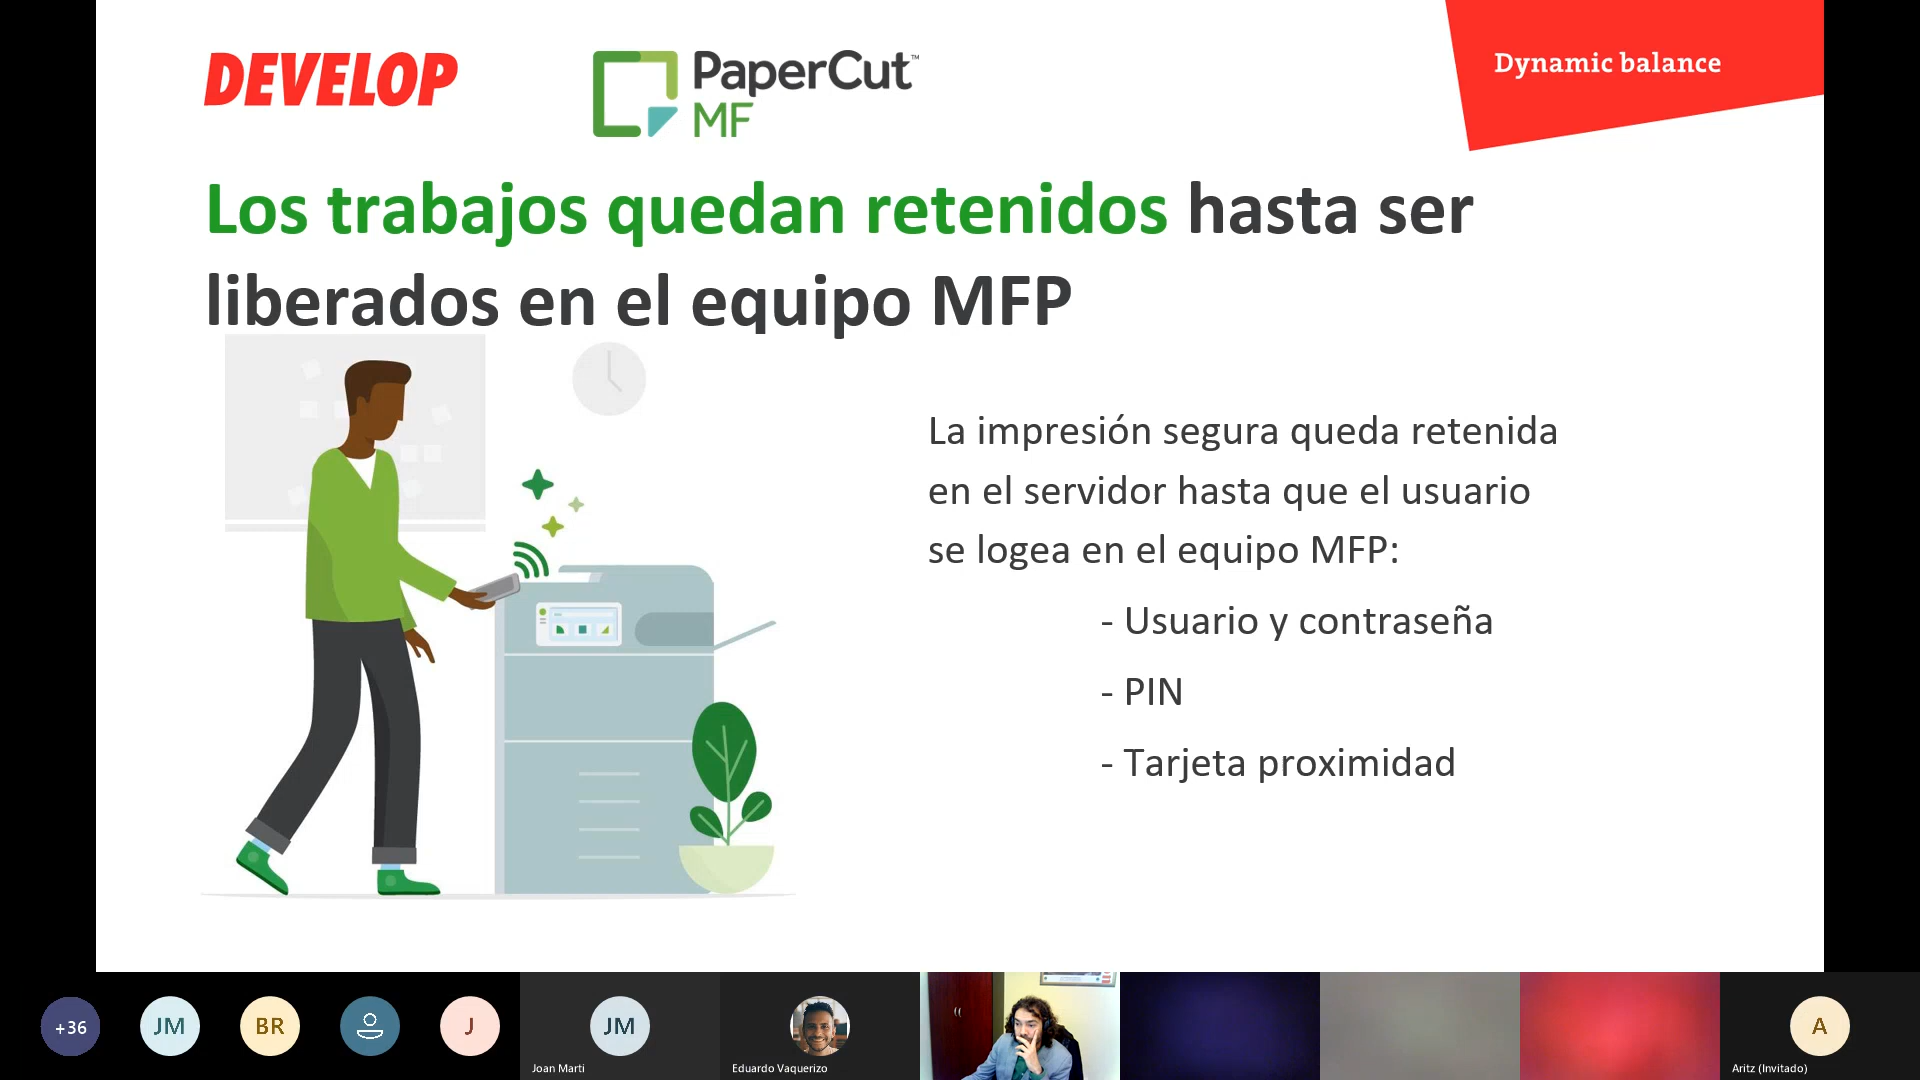 DEVELOP
PaperCut™
MF
Dynamic balance
Los trabajos quedan retenidos hasta ser
liberados en el equipo MFP
La impresión segura queda retenida
en el servidor hasta que el usuario
se logea en el equipo MFP:
- Usuario y contraseña
- PIN
- Tarjeta proximidad
+36
JM
BR
J
JM
Joan Marti
Eduardo Vaquerizo
A
Aritz (Invitado)